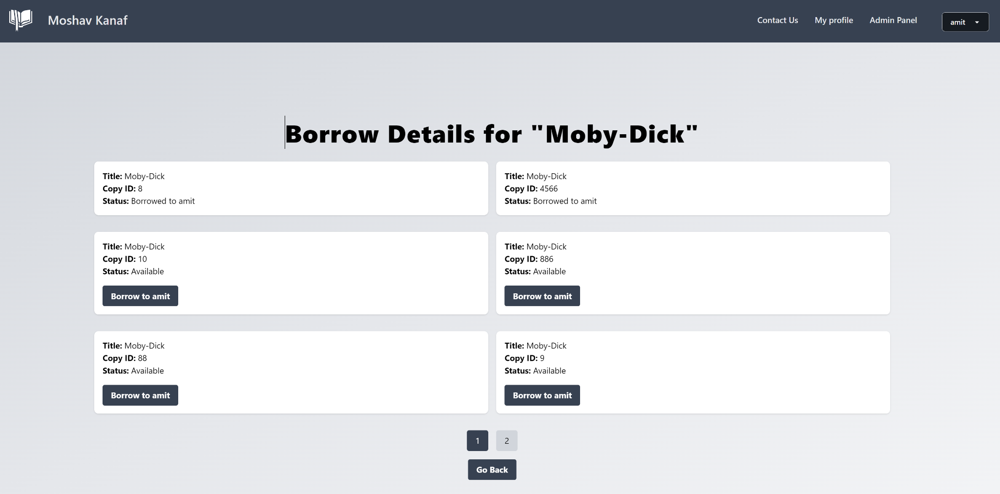 Moshav Kanaf
Contact Us
My profile
Admin Panel
amit
Borrow Details for "Moby-Dick"
Title: Moby-Dick
Copy ID: 8
Status: Borrowed to amit
Title: Moby-Dick
Copy ID: 4566
Status: Borrowed to amit
Title: Moby-Dick
Copy ID: 10
Status: Available
Borrow to amit
Title: Moby-Dick
Copy ID: 886
Status: Available
Borrow to amit
Title: Moby-Dick
Copy ID: 88
Status: Available
Borrow to amit
Title: Moby-Dick
Copy ID: 9
Status: Available
Borrow to amit
1
2
Go Back